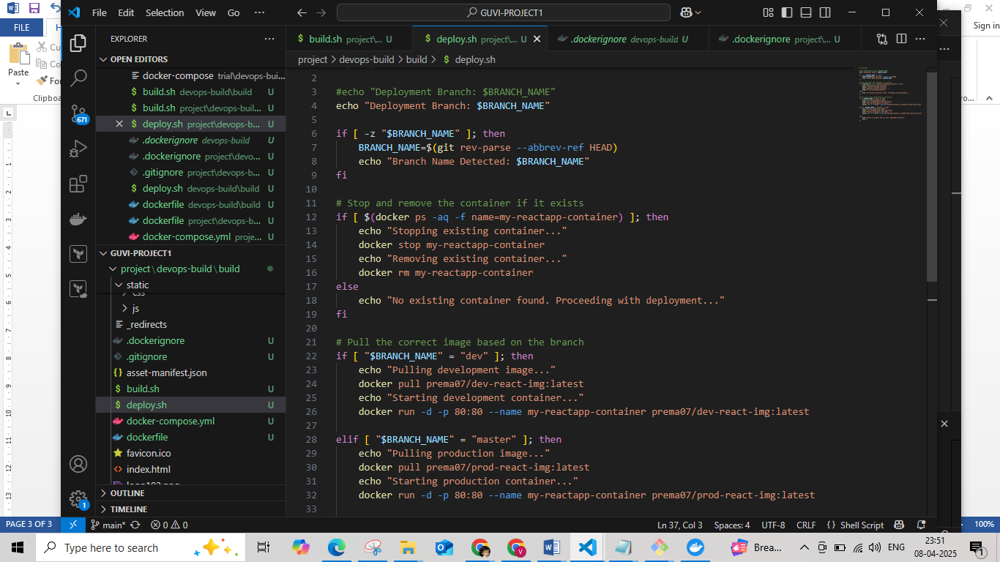 File Edit Selection View Go ··· GUVI-PROJECT1
FILE
H
Sign in
Paste
Cu
Co
Fo
Clipboa
EXPLORER
OPEN EDITORS
docker-compose trial\devops-bui...
build.sh devops-build\build U
build.sh project\devops-buil... U
deploy.sh project\devops-b... U
.dockerignore devops-build U
.dockerignore project\devo... U
.gitignore project\devops-b... U
deploy.sh devops-build\build U
dockerfile devops-build\build U
dockerfile project\devops-b... U
docker-compose.yml proje... U
GUVI-PROJECT1
project\devops-build\build
static
css
js
_redirects
.dockerignore U
.gitignore U
asset-manifest.json
build.sh U
deploy.sh U
docker-compose.yml U
dockerfile U
favicon.ico
index.html
logo192.png
OUTLINE
TIMELINE
671
1
build.sh project\... U deploy.sh project\... U .dockerignore devops-build U .dockerignore project\... U
project > devops-build > build > $ deploy.sh
2
3 #echo "Deployment Branch: $BRANCH_NAME"
4 echo "Deployment Branch: $BRANCH_NAME"
5
6 if [ -z "$BRANCH_NAME" ]; then
7 BRANCH_NAME=$(git rev-parse --abbrev-ref HEAD)
8 echo "Branch Name Detected: $BRANCH_NAME"
9 fi
10
11 # Stop and remove the container if it exists
12 if [ $(docker ps -aq -f name=my-reactapp-container) ]; then
13 echo "Stopping existing container..."
14 docker stop my-reactapp-container
15 echo "Removing existing container..."
16 docker rm my-reactapp-container
17 else
18 echo "No existing container found. Proceeding with deployment..."
19 fi
20
21 # Pull the correct image based on the branch
22 if [ "$BRANCH_NAME" = "dev" ]; then
23 echo "Pulling development image..."
24 docker pull prema07/dev-react-img:latest
25 echo "Starting development container..."
26 docker run -d -p 80:80 --name my-reactapp-container prema07/dev-react-img:latest
27
28 elif [ "$BRANCH_NAME" = "master" ]; then
29 echo "Pulling production image..."
30 docker pull prema07/prod-react-img:latest
31 echo "Starting production container..."
32 docker run -d -p 80:80 --name my-reactapp-container prema07/prod-react-img:latest
33
PAGE 3 OF 3
main* 0 0 Ln 37, Col 3 Spaces: 4 UTF-8 CRLF {} Shell Script
100%
Type here to search
Brea...
ENG
23:51
08-04-2025
1